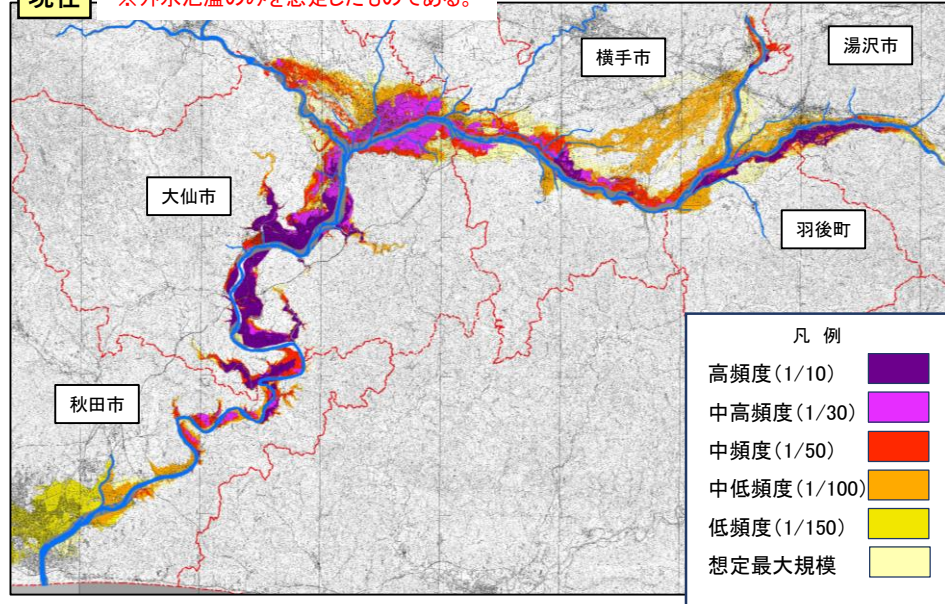 現在
※外水氾濫のみを想定したものである。
横手市
湯沢市
大仙市
羽後町
秋田市
凡 例
高頻度(1/10)
中高頻度(1/30)
中頻度(1/50)
中低頻度(1/100)
低頻度(1/150)
想定最大規模